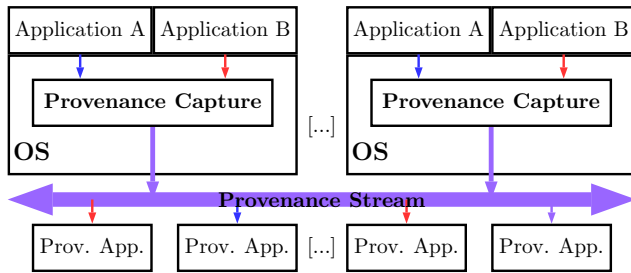 Application A Application B Application A Application B
Provenance Capture Provenance Capture
[...]
OS OS
Provenance Stream
Prov. App. Prov. App. [...] Prov. App. Prov. App.